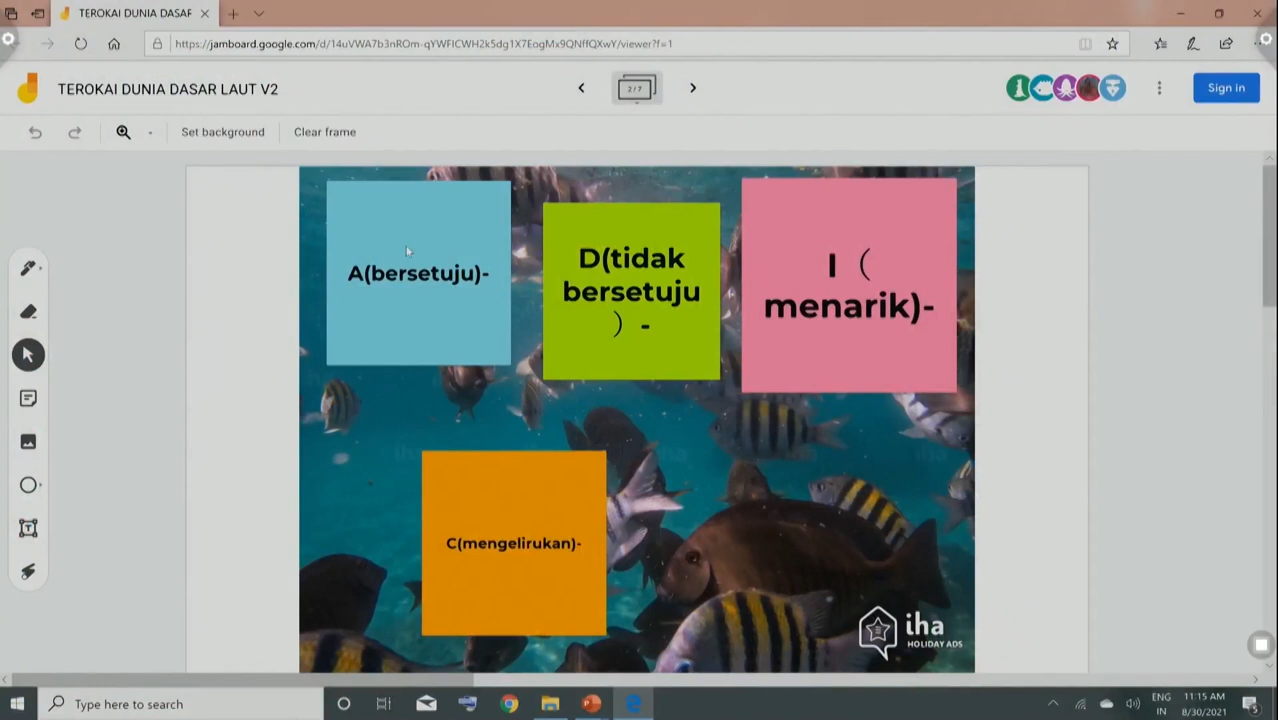 TEROKAI DUNIA DASAR
https://jamboard.google.com/d/14uVWA7b3nROm-qYWFICWH2k5dg1X7EogMx9QNffQXwY/viewer?f=1
TEROKAI DUNIA DASAR LAUT V2
2/7
Sign in
Set background
Clear frame
A(bersetuju)-
D(tidak
bersetuju
）-
I（
menarik)-
C(mengelirukan)-
iha
HOLIDAY ADS
Type here to search
ENG
IN
11:15 AM
8/30/2021
5